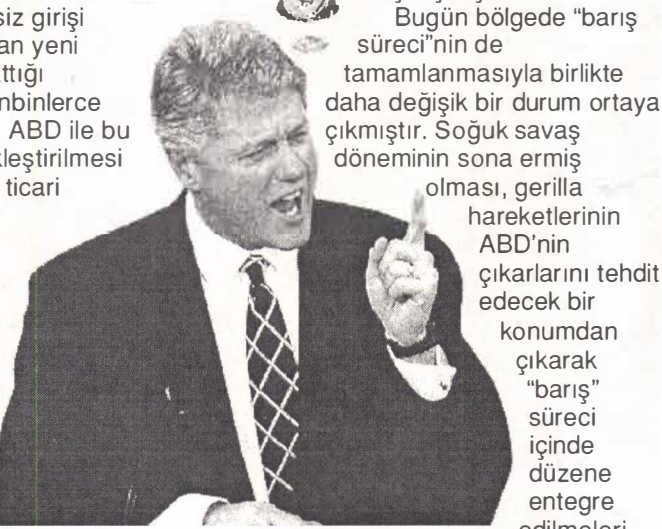 siz girişi
an yeni
ttığı
nbinlerce
ABD ile bu
kleştirilmesi
ticari
Bugün bölgede “barış
süreci”nin de
tamamlanmasıyla birlikte
daha değişik bir durum ortaya
çıkmıştır. Soğuk savaş
döneminin sona ermiş
olması, gerilla
hareketlerinin
ABD’nin
çıkarlarını tehdit
edecek bir
konumdan
çıkarak
“barış”
süreci
içinde
düzene
entegre
edilmeleri